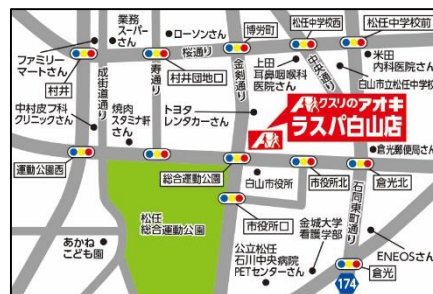 業務
スーパー
さん
ローソンさん
博労町
松任中学校西
松任中学校前
ファミリー
マートさん
桜通り
村井
成街道通り
寿通り
村井団地口
金剣通り
上田
耳鼻咽喉科
医院さん
米田
内科医院さん
白山市立松任中学校
中村皮フ科
クリニックさん
焼肉
スタミナ軒
さん
トヨタ
レンタカーさん
クスリのアオキ
ラスパ白山店
倉光郵便局さん
運動公園西
総合運動公園
白山市役所
市役所北
倉光北
松任
総合運動公園
市役所口
石同東町通り
金城大学
看護学部
あかね
こども園
公立松任
石川中央病院
PETセンターさん
ENEOSさん
倉光
174